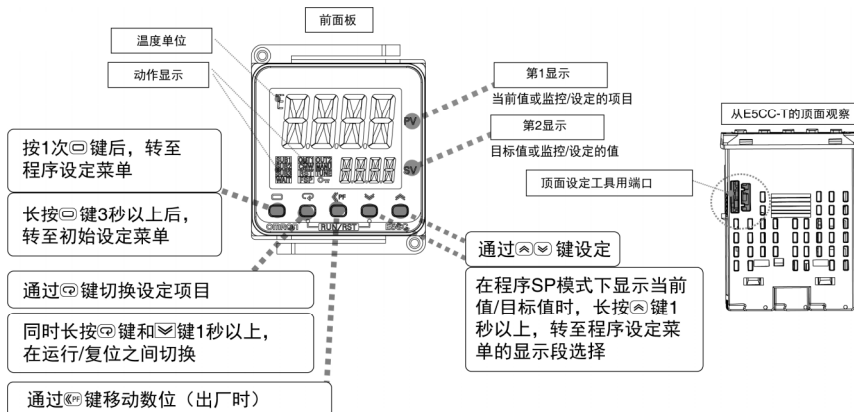 前面板
温度单位
动作显示
第1显示
当前值或监控/设定的项目
第2显示
目标值或监控/设定的值
PV
SV
从E5CC-T的顶面观察
顶面设定工具用端口
按1次键后，转至
程序设定菜单
长按键3秒以上后，
转至初始设定菜单
PF
OMRON
RUN/RST
E5CC
通过键设定
在程序SP模式下显示当前
值/目标值时，长按键1
秒以上，转至程序设定菜
单的显示段选择
通过键切换设定项目
同时长按键和键1秒以上，
在运行/复位之间切换
通过PF键移动数位（出厂时）